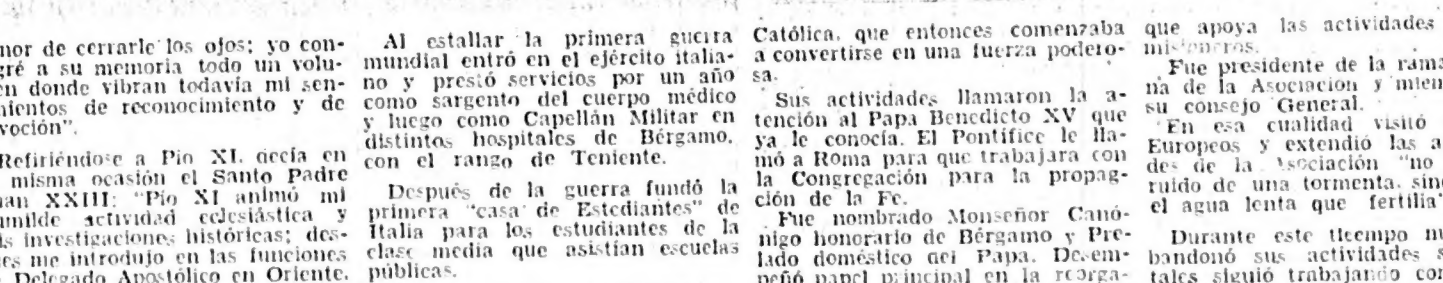 nor de cerrarle los ojos: yo con-
gré a su memoria todo un volu-
en donde vibran todavía mi sen-
mientos de reconocimiento y de
voción".
Refiriéndose a Pio XI. decía en
misma ocasión el Santo Padre
uan XXIII: "Pío XI animó mi
umilde actividad eclesiástica y
is investigaciones históricas; des-
es me introdujo en las funciones
Delegado Apostólico en Oriente.
Al estallar la primera guerra
mundial entró en el ejército italia-
no y prestó servicios por un año
como sargento del cuerpo médico
y luego como Capellán Militar en
distintos hospitales de Bérgamo,
con el rango de Teniente.
Después de la guerra fundó la
primera "casa de Estediantes" de
Italia para los estudiantes de la
clase media que asistían escuelas
públicas.
Católica. que entonces comenzaba
a convertirse en una fuerza podero-
sa.
Sus actividades llamaron la a-
tención al Papa Benedicto XV que
ya le conocía. El Pontífice le lla-
mó a Roma para que trabajara con
la Congregación para la propag-
ción de la Fe.
Fue nombrado Monseñor Canó-
nigo honorario de Bérgamo y Pre-
lado doméstico del Papa. Desem-
peñó papel principal en la reorga-
que apoya las actividades
misioneros.
Fue presidente de la rama
na de la Asociacion y miem
su consejo General.
En esa cualidad visitó
Europeos y extendió las a
des de la Asociación "no
ruido de una tormenta. sino
el agua lenta que fertilia"
Durante este tieempo nu
bandonó sus actividades s
tales siguió trabajando con